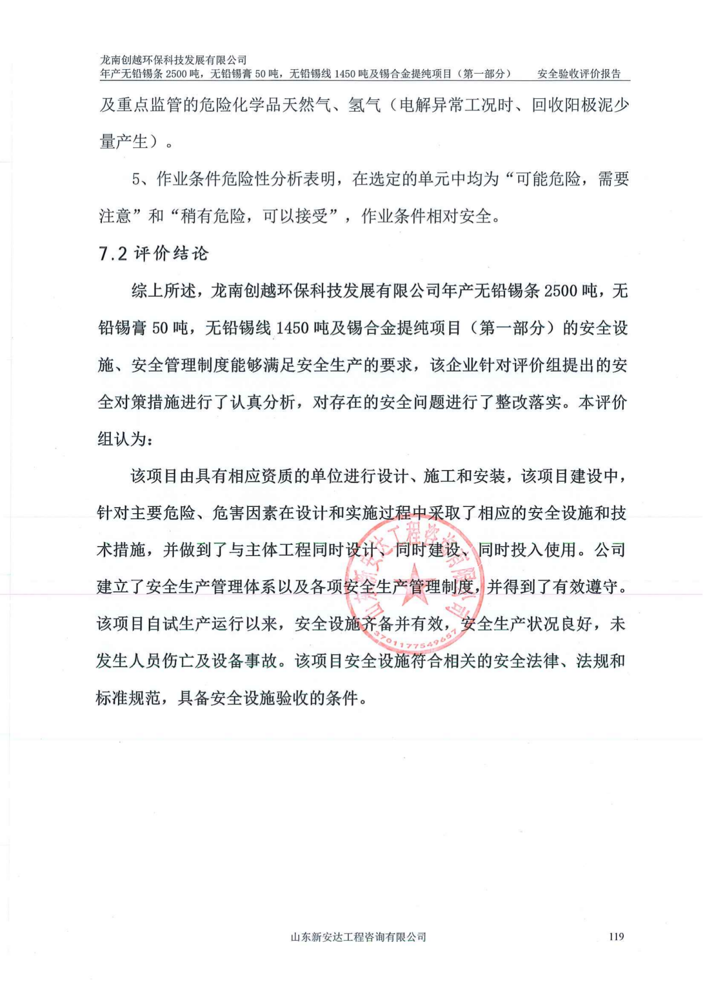 龙南创越环保科技发展有限公司
年产无铅锡条 2500 吨，无铅锡膏 50 吨，无铅锡线 1450 吨及锡合金提纯项目（第一部分） 安全验收评价报告
及重点监管的危险化学品天然气、氢气（电解异常工况时、回收阳极泥少
量产生）。
5、作业条件危险性分析表明，在选定的单元中均为“可能危险，需要
注意”和“稍有危险，可以接受”，作业条件相对安全。
7.2 评价结论
综上所述，龙南创越环保科技发展有限公司年产无铅锡条 2500 吨，无
铅锡膏 50 吨，无铅锡线 1450 吨及锡合金提纯项目（第一部分）的安全设
施、安全管理制度能够满足安全生产的要求，该企业针对评价组提出的安
全对策措施进行了认真分析，对存在的安全问题进行了整改落实。本评价
组认为：
该项目由具有相应资质的单位进行设计、施工和安装，该项目建设中，
针对主要危险、危害因素在设计和实施过程中采取了相应的安全设施和技
术措施，并做到了与主体工程同时设计、同时建设、同时投入使用。公司
建立了安全生产管理体系以及各项安全生产管理制度，并得到了有效遵守。
该项目自试生产运行以来，安全设施齐备并有效，安全生产状况良好，未
发生人员伤亡及设备事故。该项目安全设施符合相关的安全法律、法规和
标准规范，具备安全设施验收的条件。
山东新安达工程咨询有限公司
3701177549657
山东新安达工程咨询有限公司 119